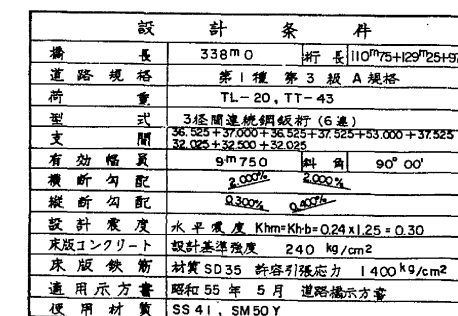 設計条件
橋長 338m0 桁長 110m75+129m25+97
道路規格 第1種 第3級 A規格
荷重 TL-20, TT-43
型式 3径間連続鋼鈑桁(6連)
支間 36.525+37.000+36.525+37.525+53.000+37.525
32.025+32.500+32.025
有効幅員 9m750 斜角 90°00'
横断勾配 2.000% 2.000%
縦断勾配 0.300% 0.400%
設計震度 水平震度 Khm=Kh·b=0.24x1.25=0.30
床版コンクリート 設計基準強度 240 kg/cm2
床版鉄筋 材質SD35 許容引張応力 1400kg/cm2
適用示方書 昭和55年5月 道路橋示方書
使用材質 SS41, SM50Y